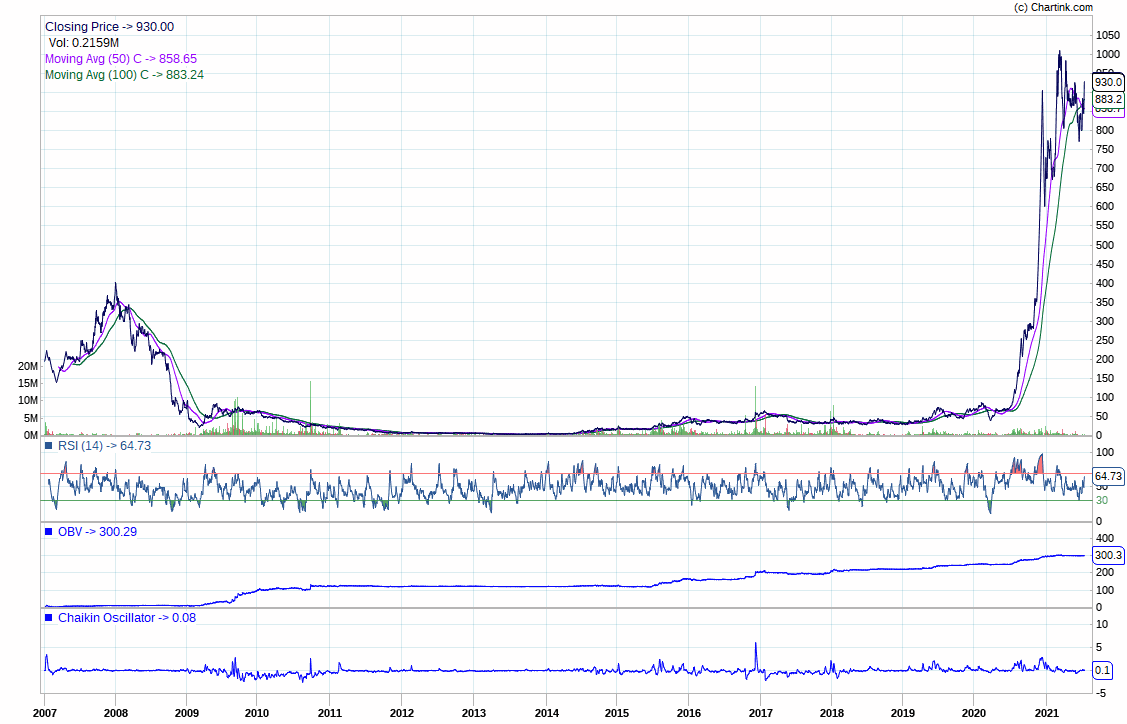 (c) Chartink.com
Closing Price -> 930.00
Vol: 0.2159M
Moving Avg (50) C -> 858.65
Moving Avg (100) C -> 883.24
1050
1000
930.0
883.2
800
750
700
650
600
550
500
450
400
350
300
250
200
150
100
50
0
20M
15M
10M
5M
0M
RSI (14) -> 64.73
100
64.73
30
0
OBV -> 300.29
400
300.3
200
100
0
Chaikin Oscillator -> 0.08
10
5
0.1
-5
2007 2008 2009 2010 2011 2012 2013 2014 2015 2016 2017 2018 2019 2020 2021